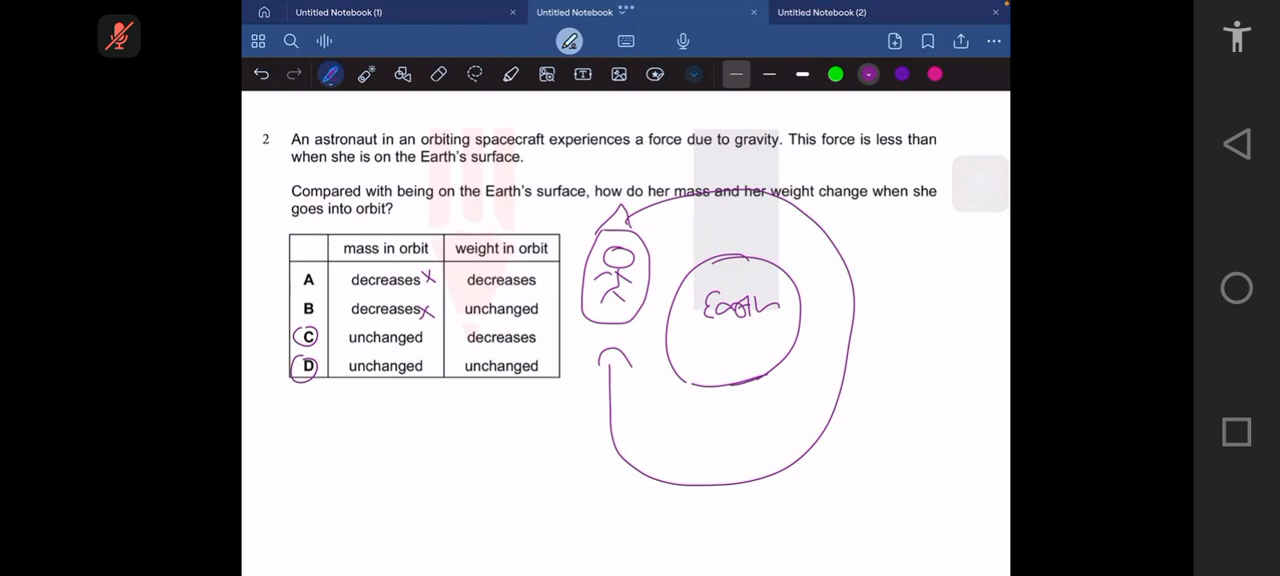 Untitled Notebook (1)
Untitled Notebook
Untitled Notebook (2)
2 An astronaut in an orbiting spacecraft experiences a force due to gravity. This force is less than
when she is on the Earth's surface.
Compared with being on the Earth's surface, how do her mass and her weight change when she
goes into orbit?
mass in orbit weight in orbit
A decreases x decreases
B decreases x unchanged
C unchanged decreases
D unchanged unchanged
Earth